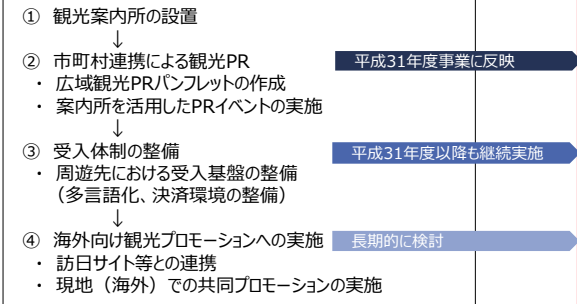 ① 観光案内所の設置
↓
② 市町村連携による観光PR 平成31年度事業に反映
・ 広域観光PRパンフレットの作成
・ 案内所を活用したPRイベントの実施
↓
③ 受入体制の整備 平成31年度以降も継続実施
・ 周遊先における受入基盤の整備
（多言語化、決済環境の整備）
↓
④ 海外向け観光プロモーションへの実施 長期的に検討
・ 訪日サイト等との連携
・ 現地（海外）での共同プロモーションの実施